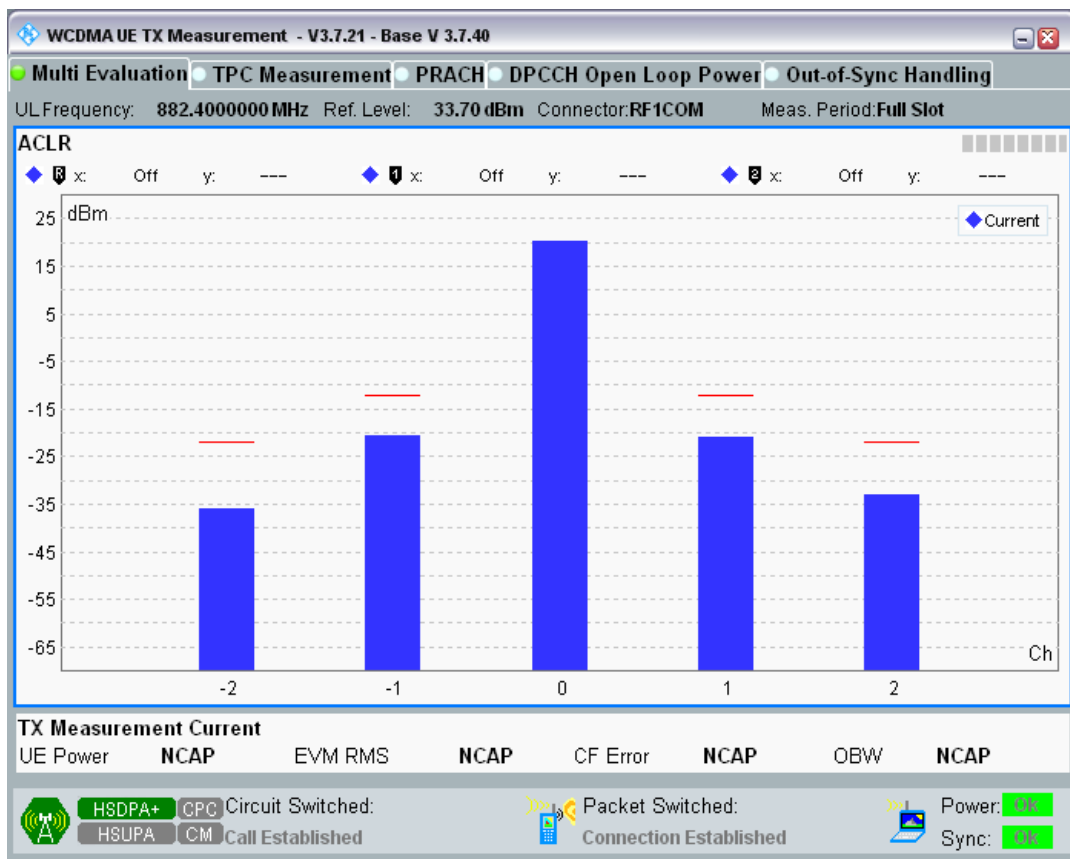 WCDMA UE TX Measurement - V3.7.21 - Base V 3.7.40
Multi Evaluation TPC Measurement PRACH DPCCH Open Loop Power Out-of-Sync Handling
UL Frequency: 882.4000000 MHz Ref. Level: 33.70 dBm Connector:RF1COM Meas. Period:Full Slot
ACLR
R x: Off y: --- 1 x: Off y: --- 2 x: Off y: ---
dBm
Current
25
15
5
-5
-15
-25
-35
-45
-55
-65
Ch
-2 -1 0 1 2
TX Measurement Current
UE Power NCAP EVM RMS NCAP CF Error NCAP OBW NCAP
HSDPA+ CPC Circuit Switched: Packet Switched: Power: OK
HSUPA CM Call Established Connection Established Sync: OK